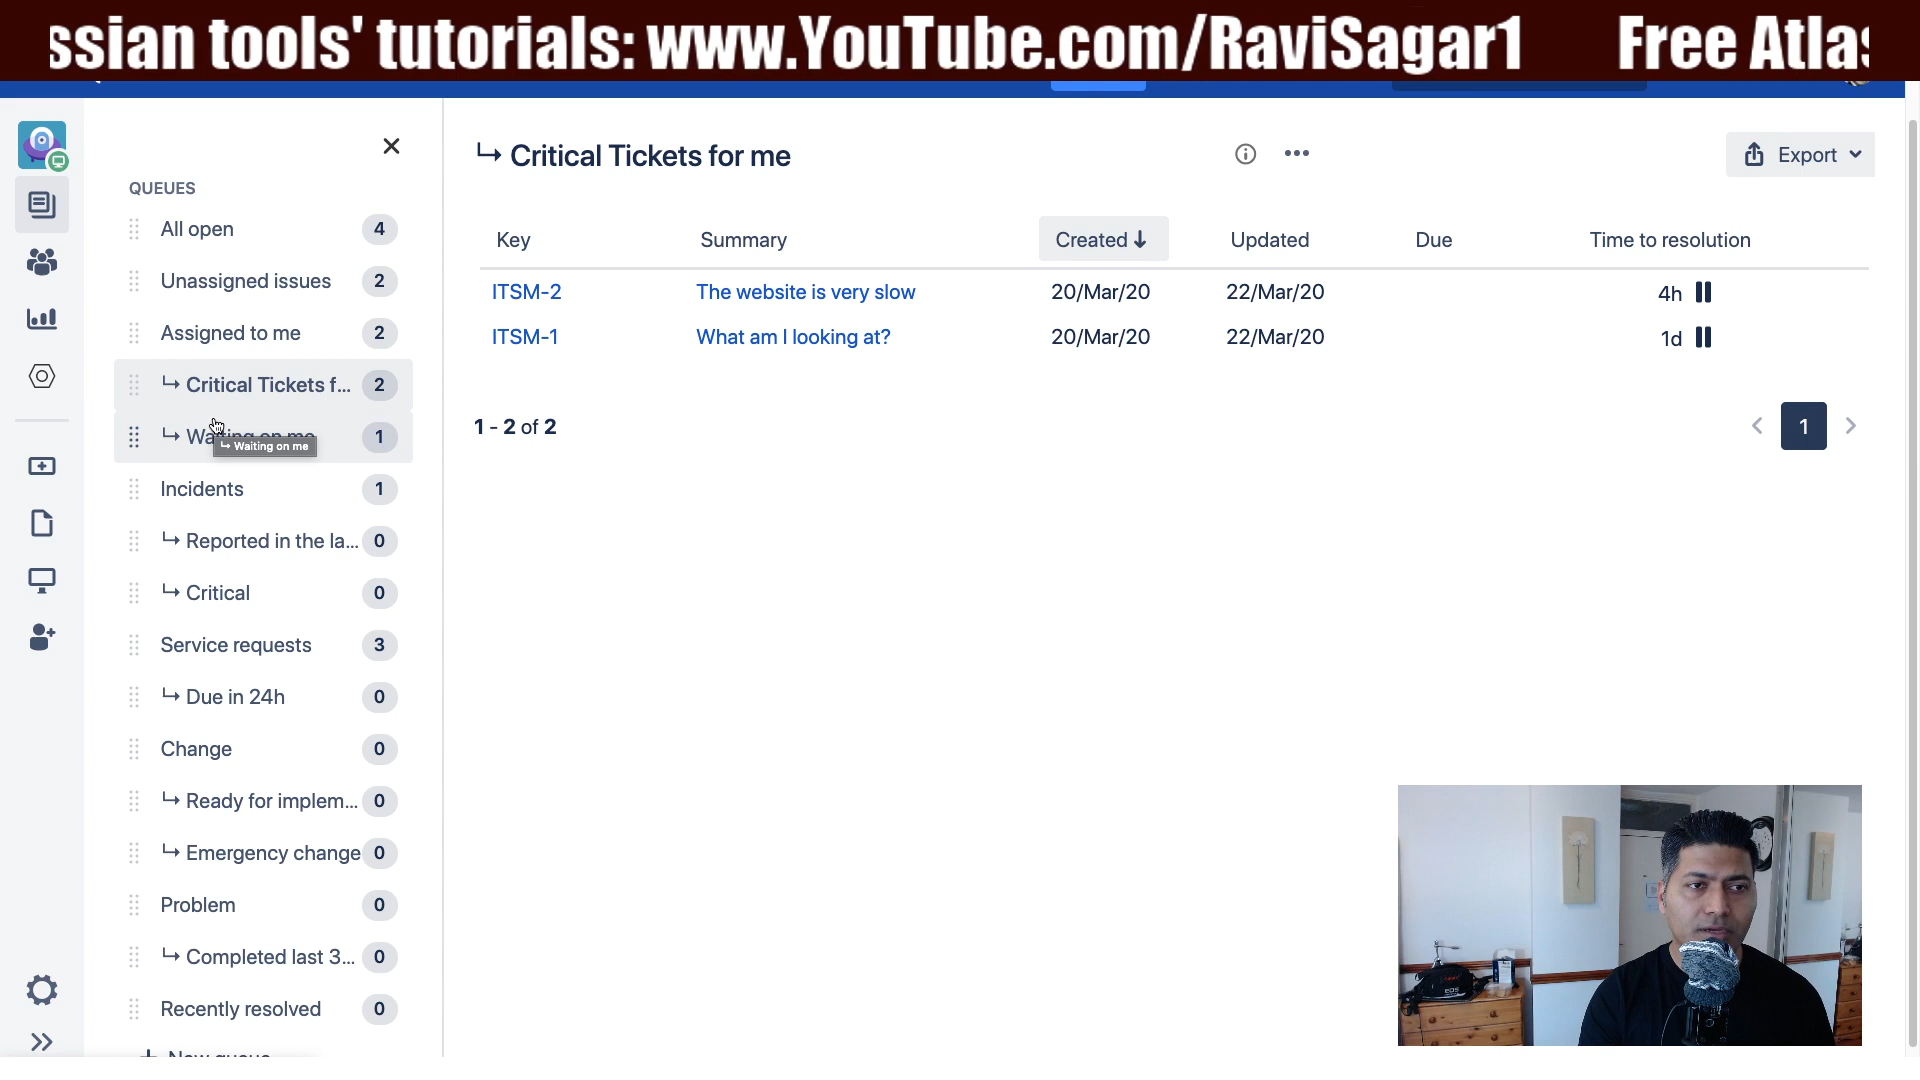 ssian tools' tutorials: www.YouTube.com/RaviSagar1 Free Atlas
QUEUES
All open 4
Unassigned issues 2
Assigned to me 2
Critical Tickets f... 2
Waiting on me 1
Waiting on me
Incidents 1
Reported in the la... 0
Critical 0
Service requests 3
Due in 24h 0
Change 0
Ready for implem... 0
Emergency change 0
Problem 0
Completed last 3... 0
Recently resolved 0
New queue
Critical Tickets for me
Export
Key Summary Created Updated Due Time to resolution
ITSM-2 The website is very slow 20/Mar/20 22/Mar/20 4h
ITSM-1 What am I looking at? 20/Mar/20 22/Mar/20 1d
1 - 2 of 2
1